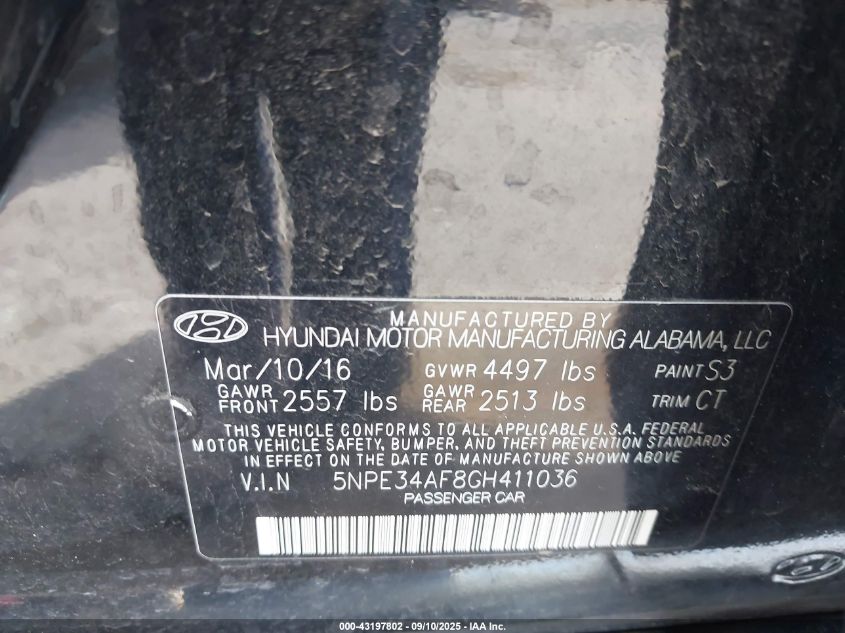 MANUFACTURED BY
HYUNDAI MOTOR MANUFACTURING ALABAMA, LLC
Mar/10/16 GVWR 4497 lbs PAINT S3
GAWR FRONT 2557 lbs GAWR REAR 2513 lbs TRIM CT
THIS VEHICLE CONFORMS TO ALL APPLICABLE U.S.A. FEDERAL
MOTOR VEHICLE SAFETY, BUMPER, AND THEFT PREVENTION STANDARDS
IN EFFECT ON THE DATE OF MANUFACTURE SHOWN ABOVE
V.I.N 5NPE34AF8GH411036
PASSENGER CAR
000-43197802 - 09/10/2025 - IAA Inc.